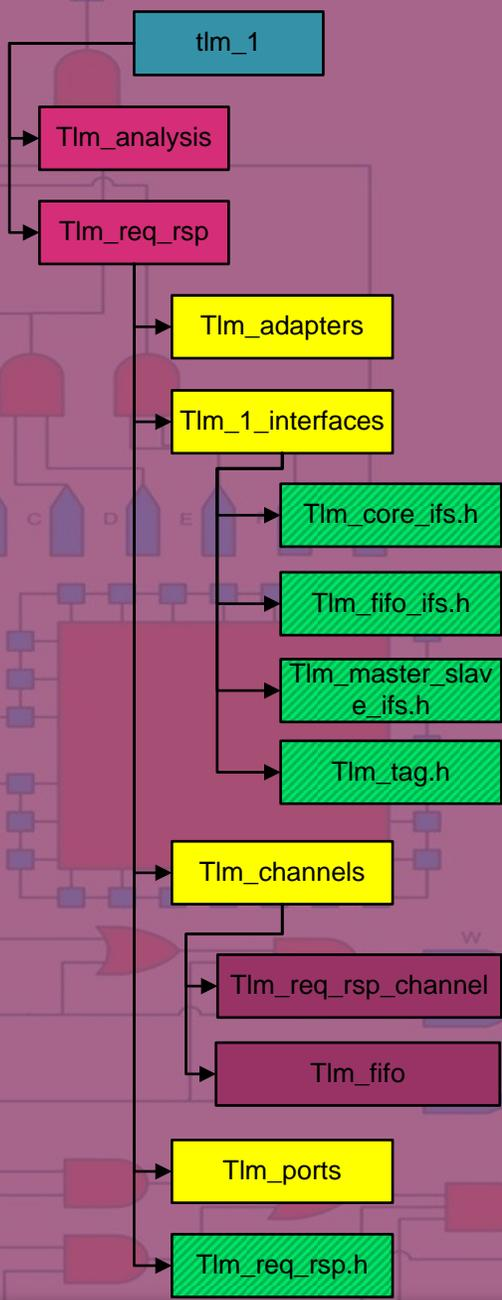 tlm_1
Tlm_analysis
Tlm_req_rsp
Tlm_adapters
Tlm_1_interfaces
C D E
Tlm_core_ifs.h
Tlm_fifo_ifs.h
Tlm_master_slav
e_ifs.h
Tlm_tag.h
Tlm_channels
W
Tlm_req_rsp_channel
Tlm_fifo
Tlm_ports
Tlm_req_rsp.h